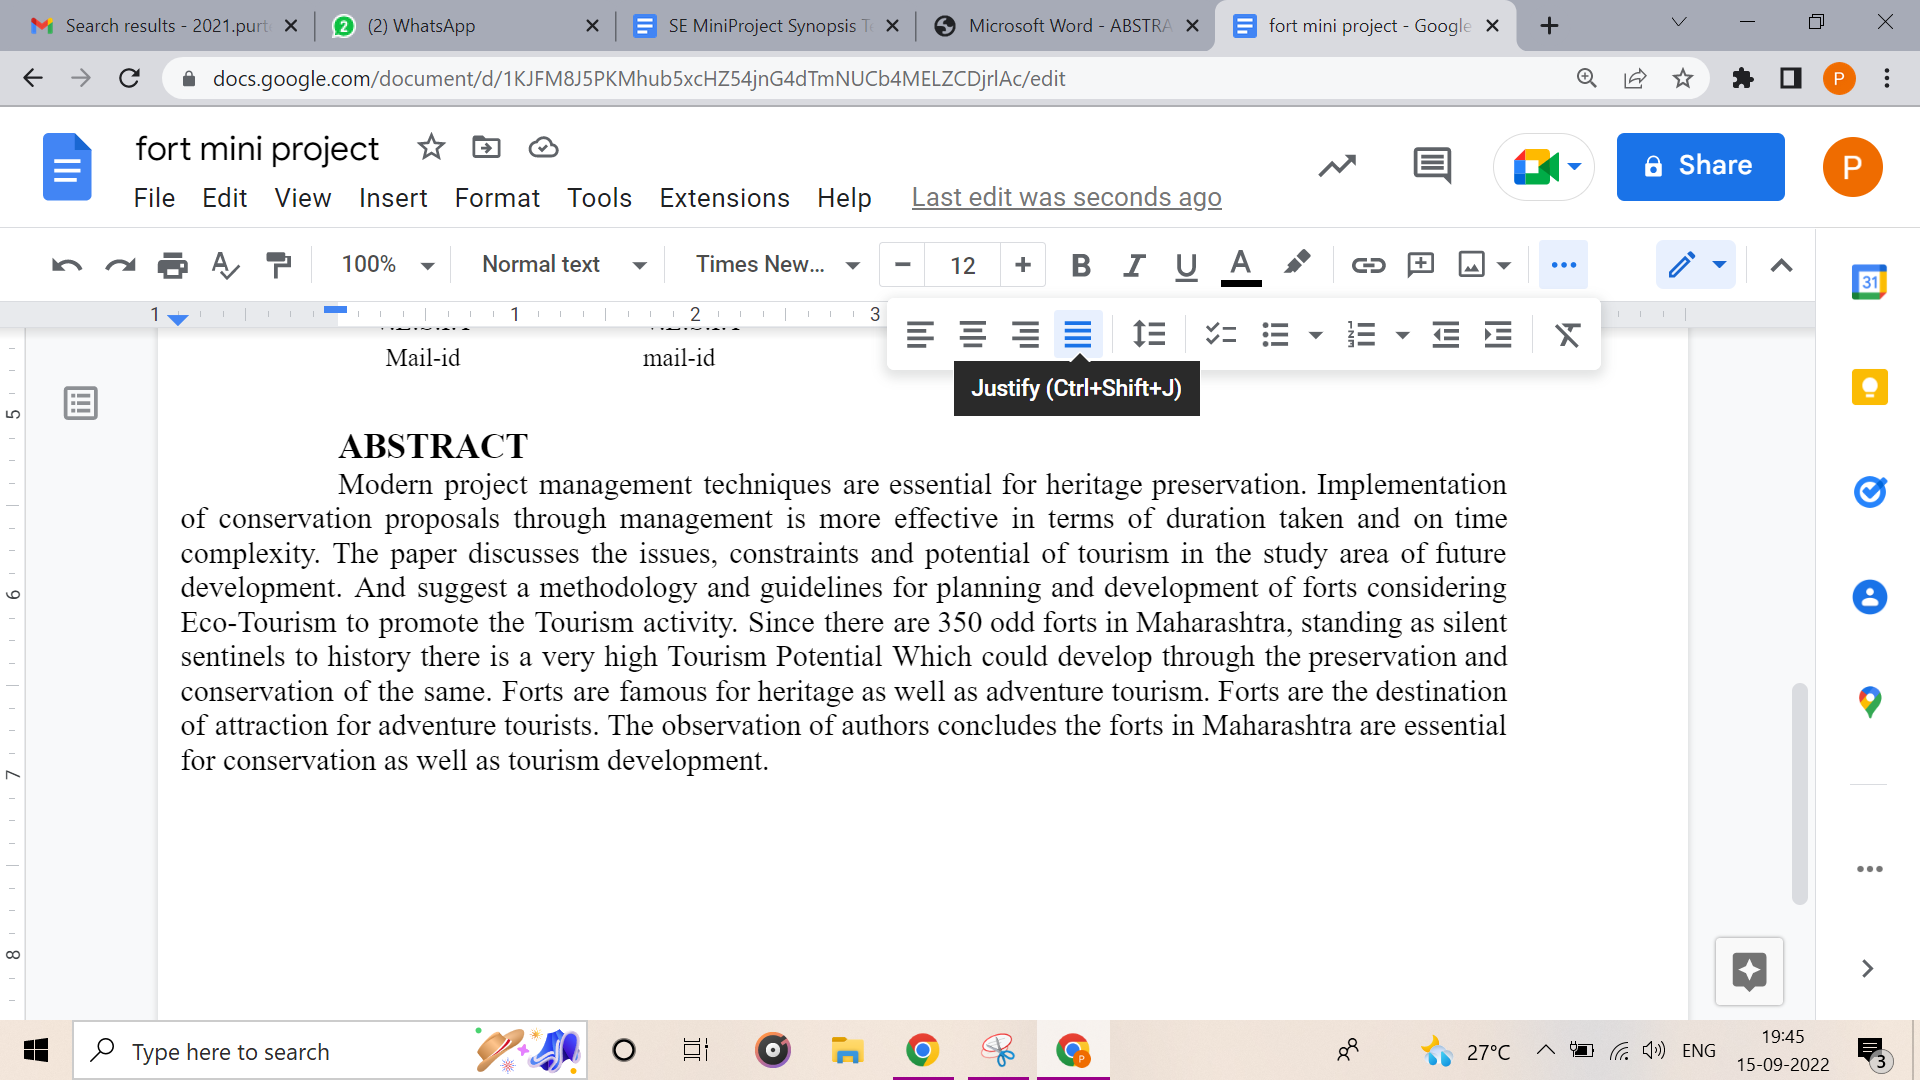 Search results - 2021.purt
(2) WhatsApp
SE MiniProject Synopsis T
Microsoft Word - ABSTRA
fort mini project - Google
docs.google.com/document/d/1KJFM8J5PKMhub5xcHZ54jnG4dTmNUCb4MELZCDjrlAc/edit
P
fort mini project
File Edit View Insert Format Tools Extensions Help Last edit was seconds ago
Share
P
100% Normal text Times New... 12 B I U A
31
1 1 2 3
Mail-id mail-id
Justify (Ctrl+Shift+J)
5
ABSTRACT
Modern project management techniques are essential for heritage preservation. Implementation
of conservation proposals through management is more effective in terms of duration taken and on time
complexity. The paper discusses the issues, constraints and potential of tourism in the study area of future
development. And suggest a methodology and guidelines for planning and development of forts considering
6
Eco-Tourism to promote the Tourism activity. Since there are 350 odd forts in Maharashtra, standing as silent
sentinels to history there is a very high Tourism Potential Which could develop through the preservation and
conservation of the same. Forts are famous for heritage as well as adventure tourism. Forts are the destination
of attraction for adventure tourists. The observation of authors concludes the forts in Maharashtra are essential
for conservation as well as tourism development.
7
8
Type here to search
P
27°C
ENG
19:45
15-09-2022
3